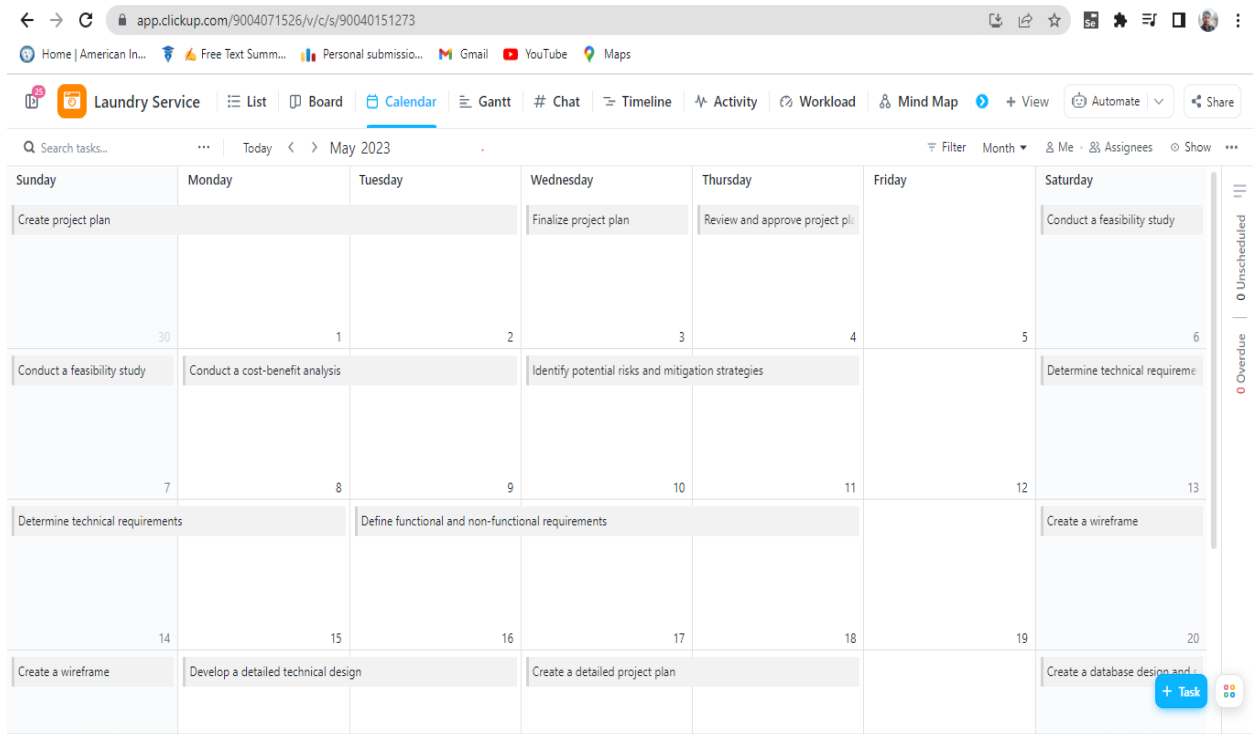 app.clickup.com/9004071526/v/c/s/90040151273
Home | American In... Free Text Summ... Personal submissio... Gmail YouTube Maps
25 Laundry Service List Board Calendar Gantt Chat Timeline Activity Workload Mind Map + View Automate Share
Search tasks... ... Today < > May 2023 Filter Month Me Assignees Show ...
Sunday Monday Tuesday Wednesday Thursday Friday Saturday
Create project plan Finalize project plan Review and approve project pla Conduct a feasibility study
30 1 2 3 4 5 6
Conduct a feasibility study Conduct a cost-benefit analysis Identify potential risks and mitigation strategies Determine technical requireme
7 8 9 10 11 12 13
Determine technical requirements Define functional and non-functional requirements Create a wireframe
14 15 16 17 18 19 20
Create a wireframe Develop a detailed technical design Create a detailed project plan Create a database design and
+ Task
0 Unscheduled
0 Overdue